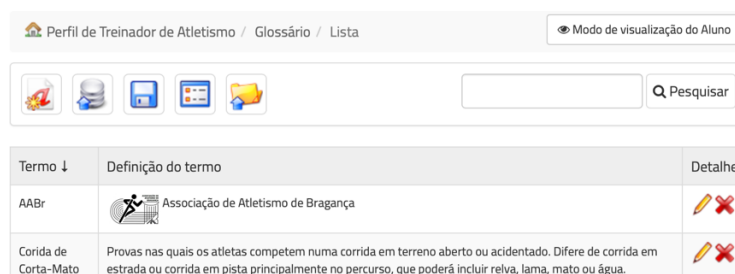 Perfil de Treinador de Atletismo / Glossário / Lista
Modo de visualização do Aluno
Pesquisar
Termo ↓ Definição do termo Detalhe
AABr Associação de Atletismo de Bragança
Corida de Provas nas quais os atletas competem numa corrida em terreno aberto ou acidentado. Difere de corrida em
Corta-Mato estrada ou corrida em pista principalmente no percurso, que poderá incluir relva, lama, mato ou água.